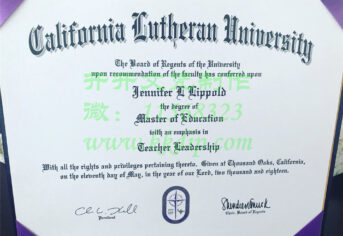 California Lutheran University
The Board of Regents of the University
upon recommendation of the faculty has conferred upon
Jennifer L Lippold
the degree of
Master of Education
with an emphasis in
Teacher Leadership
With all the rights and privileges pertaining thereto. Given at Thousand Oaks, California,
on the eleventh day of May, in the year of our Lord, two thousand and eighteen.
President
Chair, Board of Regents